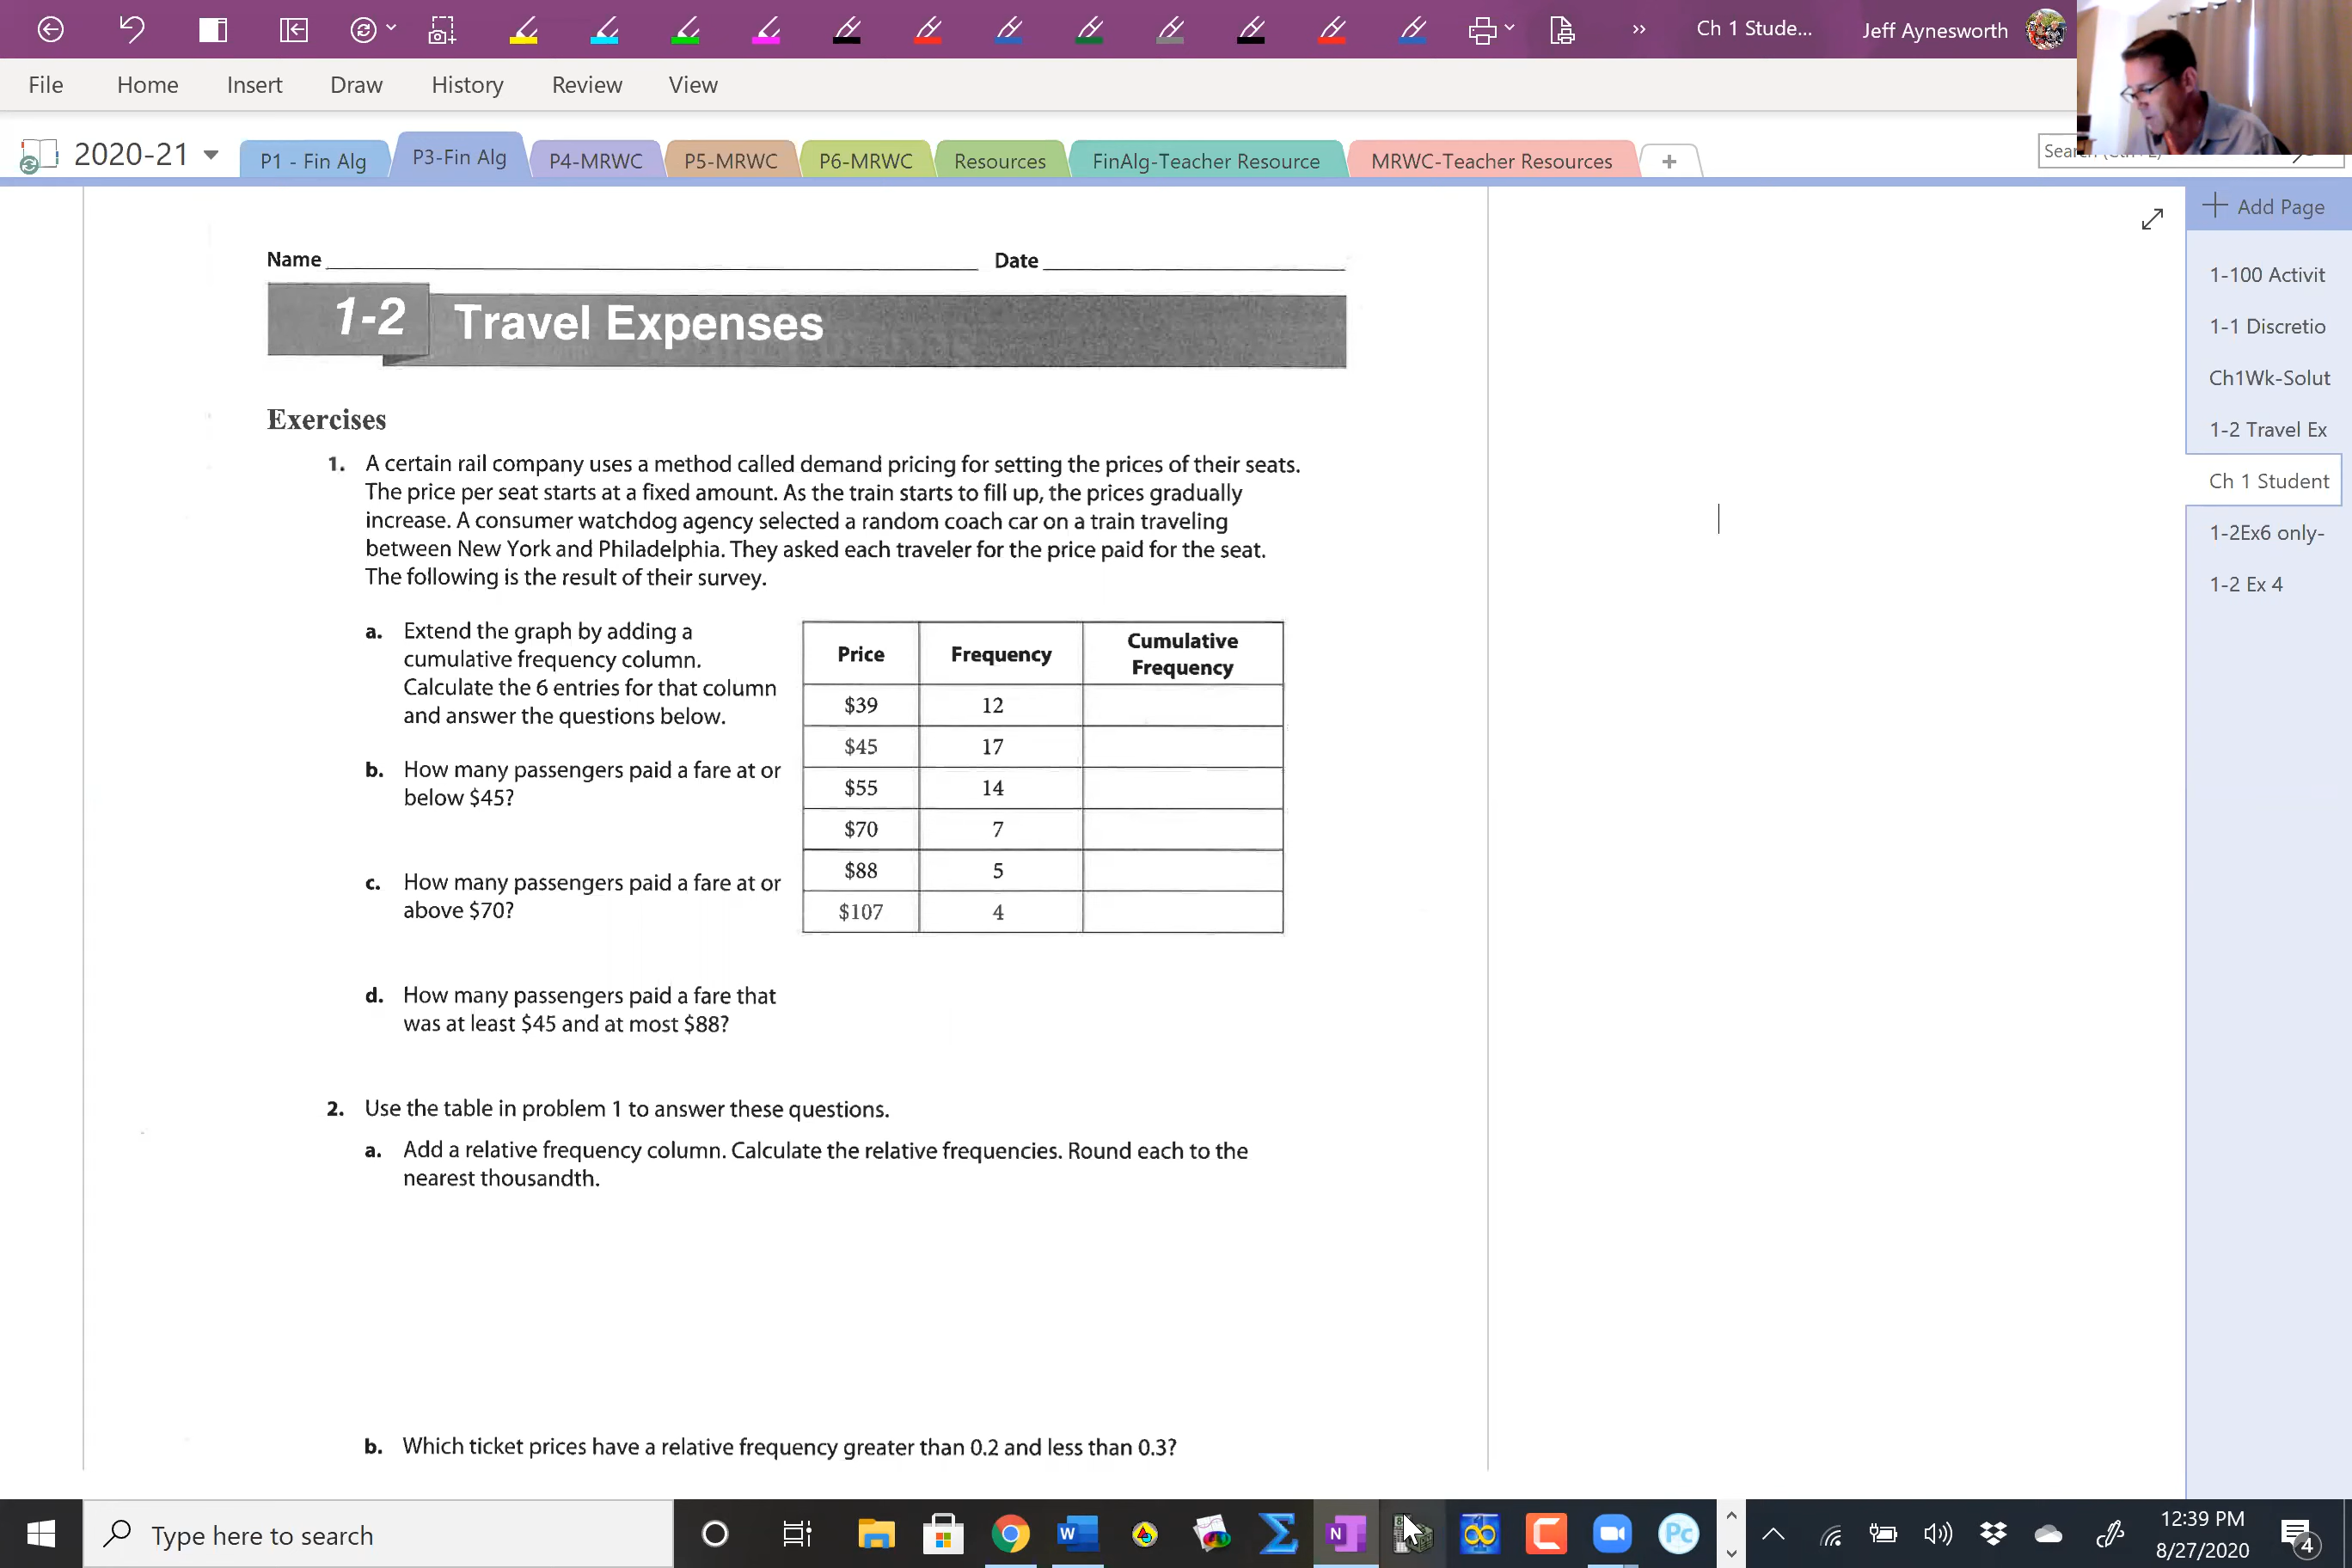 Ch 1 Stude...
Jeff Aynesworth
File Home Insert Draw History Review View
2020-21
P1 - Fin Alg
P3-Fin Alg
P4-MRWC
P5-MRWC
P6-MRWC
Resources
FinAlg-Teacher Resource
MRWC-Teacher Resources
Add Page
1-100 Activit
1-1 Discretio
Ch1Wk-Solut
1-2 Travel Ex
Ch 1 Student
1-2Ex6 only-
1-2 Ex 4
Name Date
1-2 Travel Expenses
Exercises
1. A certain rail company uses a method called demand pricing for setting the prices of their seats.
The price per seat starts at a fixed amount. As the train starts to fill up, the prices gradually
increase. A consumer watchdog agency selected a random coach car on a train traveling
between New York and Philadelphia. They asked each traveler for the price paid for the seat.
The following is the result of their survey.
a. Extend the graph by adding a
cumulative frequency column.
Calculate the 6 entries for that column
and answer the questions below.
b. How many passengers paid a fare at or
below $45?
c. How many passengers paid a fare at or
above $70?
d. How many passengers paid a fare that
was at least $45 and at most $88?
Price Frequency Cumulative
Frequency
$39 12
$45 17
$55 14
$70 7
$88 5
$107 4
2. Use the table in problem 1 to answer these questions.
a. Add a relative frequency column. Calculate the relative frequencies. Round each to the
nearest thousandth.
b. Which ticket prices have a relative frequency greater than 0.2 and less than 0.3?
Type here to search
W
N
Pc
12:39 PM
8/27/2020
4